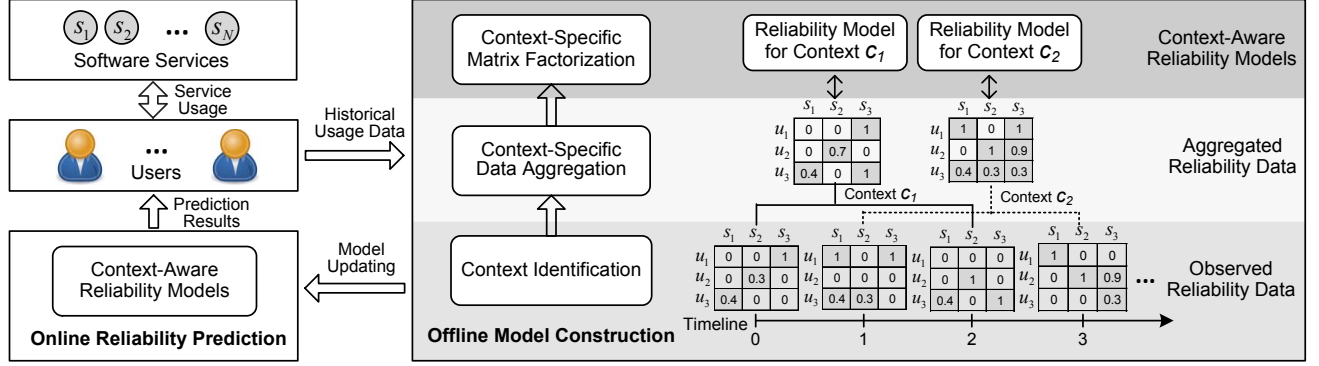 s1 s2 ... sN
Software Services
Service
Usage
...
Users
Prediction
Results
Context-Aware
Reliability Models
Online Reliability Prediction
Historical
Usage Data
Model
Updating
Context-Specific
Matrix Factorization
Context-Specific
Data Aggregation
Context Identification
Offline Model Construction
Reliability Model
for Context C1
Reliability Model
for Context C2
Context-Aware
Reliability Models
s1 s2 s3
u1 0 0 1
u2 0 0.7 0
u3 0.4 0 1
s1 s2 s3
u1 1 0 1
u2 0 1 0.9
u3 0.4 0.3 0.3
Aggregated
Reliability Data
Context C1
Context C2
s1 s2 s3
u1 0 0 1
u2 0 0.3 0
u3 0.4 0 0
s1 s2 s3
u1 1 0 1
u2 0 0 0
u3 0.4 0.3 0
s1 s2 s3
u1 0 0 0
u2 0 1 0
u3 0.4 0 1
s1 s2 s3
u1 1 0 0
u2 0 1 0.9
u3 0 0 0.3
...
Observed
Reliability Data
Timeline
0 1 2 3